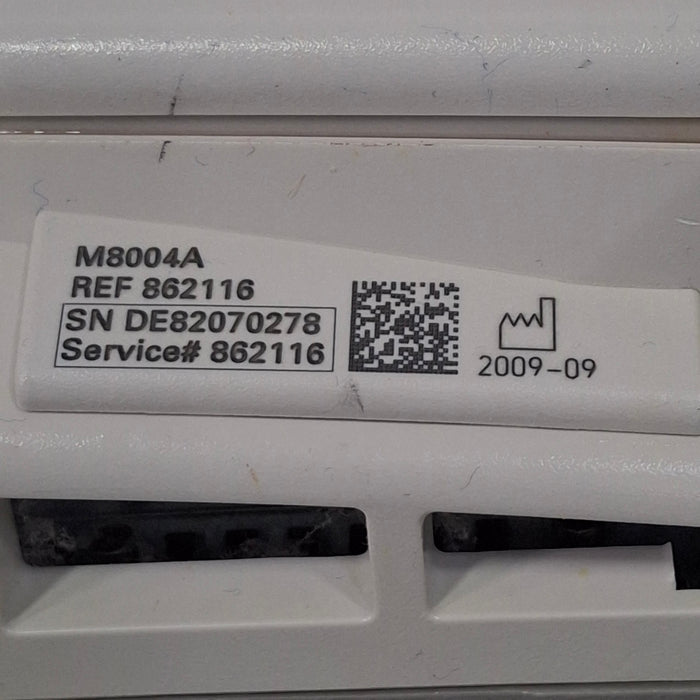 M8004A
REF 862116
SN DE82070278
Service# 862116
2009-09